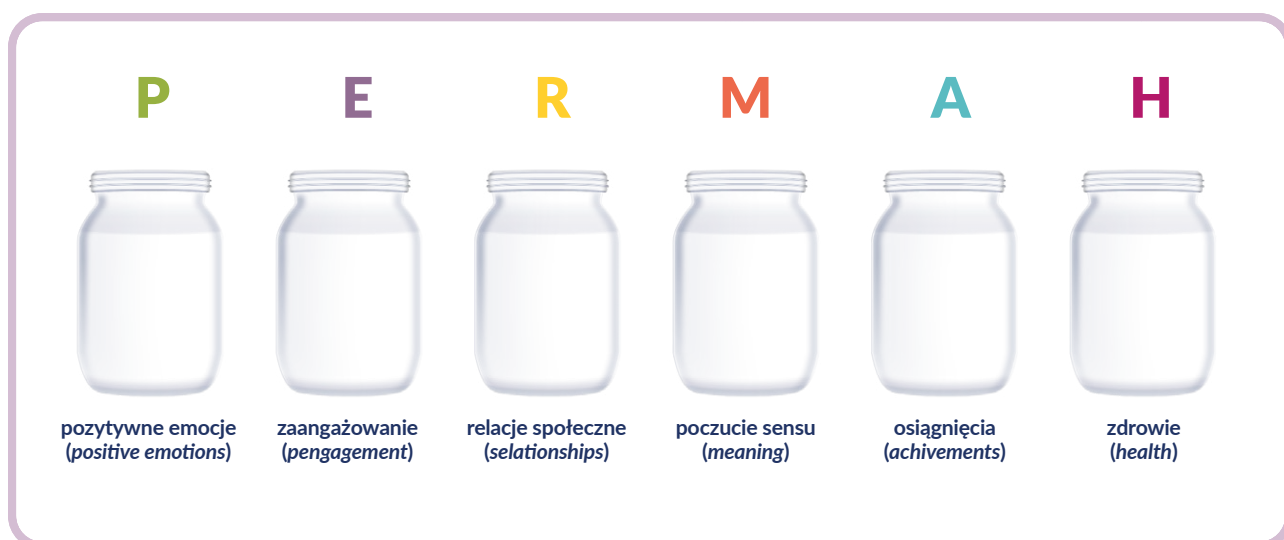 P E R M A H
pozytywne emocje
(positive emotions)
zaangażowanie
(pengagement)
relacje społeczne
(selationships)
poczucie sensu
(meaning)
osiągnięcia
(achivements)
zdrowie
(health)